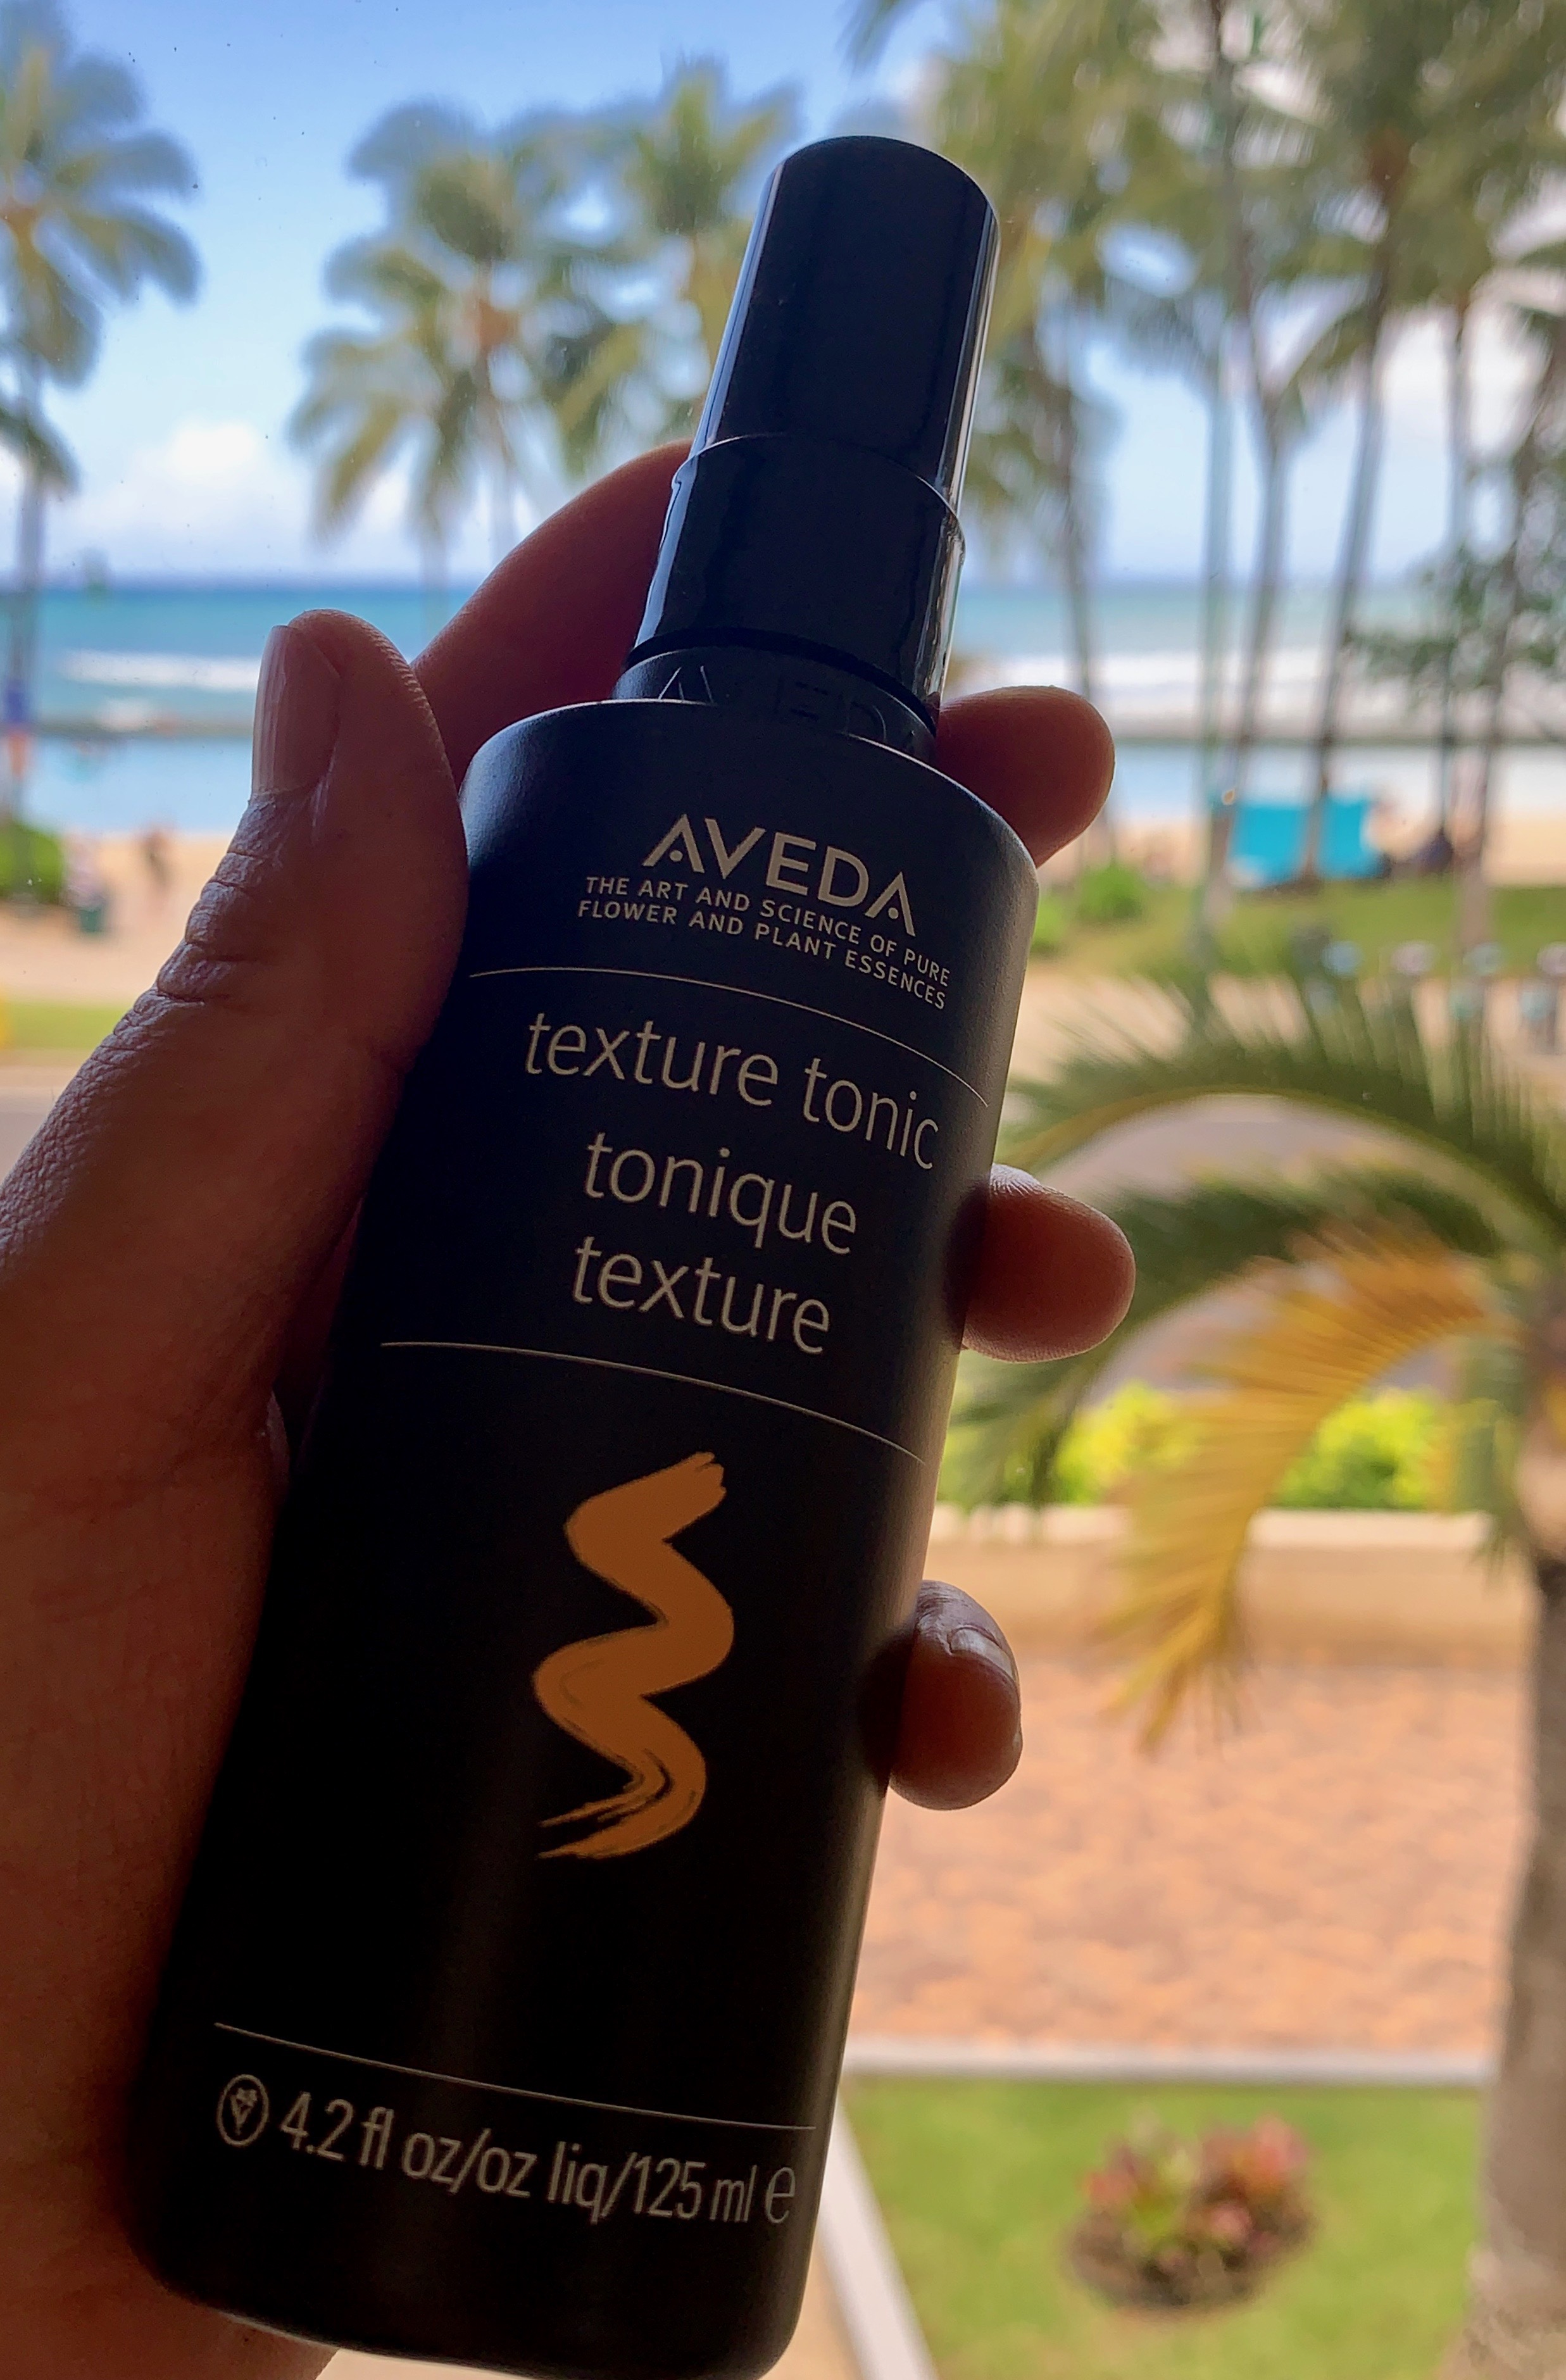 AVEDA
THE ART AND SCIENCE OF PURE
FLOWER AND PLANT ESSENCES
texture tonic
tonique
texture
4.2 fl oz/oz liq/125 ml e